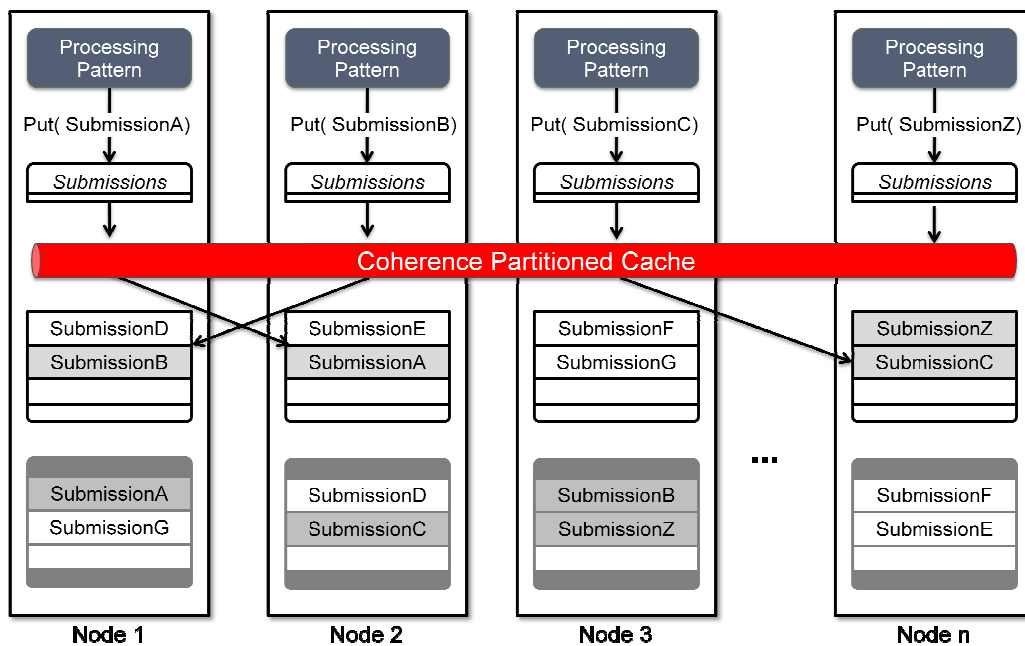 Processing
Pattern
Processing
Pattern
Processing
Pattern
Processing
Pattern
Put( SubmissionA)
Put( SubmissionB)
Put( SubmissionC)
Put( SubmissionZ)
Submissions
Submissions
Submissions
Submissions
Coherence Partitioned Cache
SubmissionD
SubmissionB
SubmissionE
SubmissionA
SubmissionF
SubmissionG
SubmissionZ
SubmissionC
...
SubmissionA
SubmissionG
SubmissionD
SubmissionC
SubmissionB
SubmissionZ
SubmissionF
SubmissionE
Node 1
Node 2
Node 3
Node n